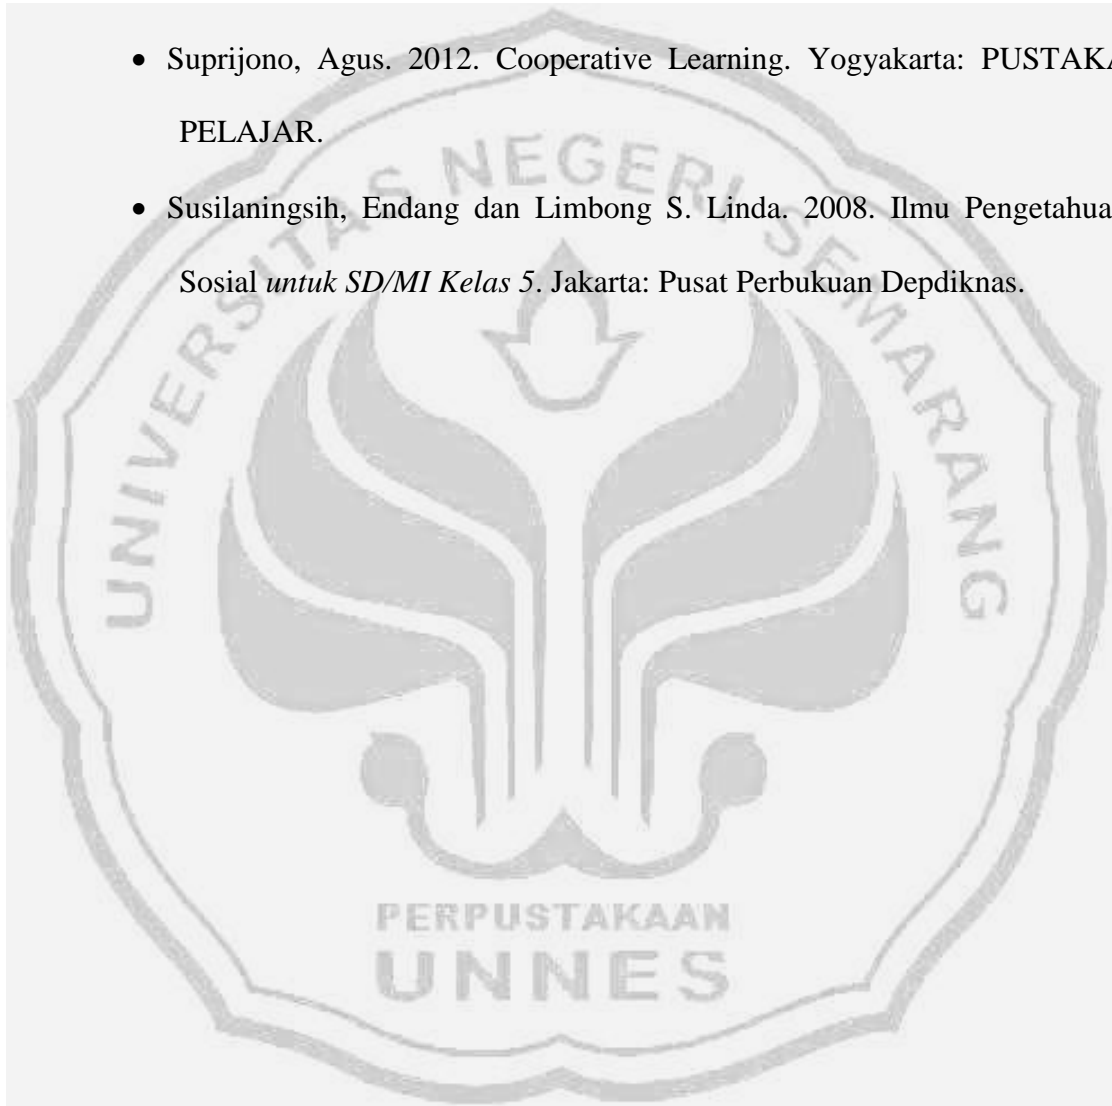 • Suprijono, Agus. 2012. Cooperative Learning. Yogyakarta: PUSTAKA
PELAJAR.
• Susilaningsih, Endang dan Limbong S. Linda. 2008. Ilmu Pengetahua
Sosial untuk SD/MI Kelas 5. Jakarta: Pusat Perbukuan Depdiknas.
UNIVERSITAS NEGERI SEMARANG
PERPUSTAKAAN
UNNES